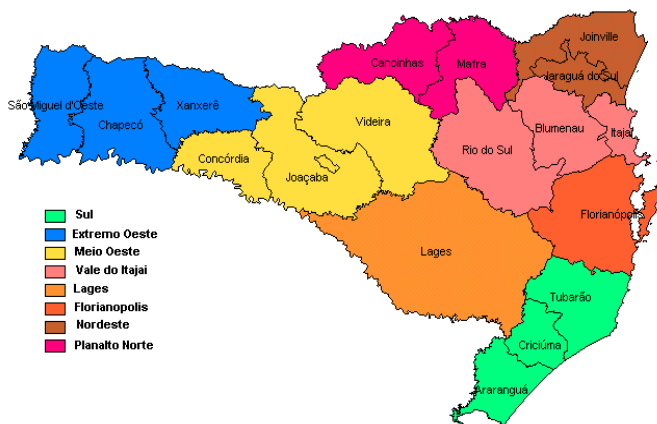 Joinville
Canoinhas
Mafra
Jaraguá do Sul
São Miguel d'Oeste
Xanxerê
Chapecó
Videira
Blumenau
Itajaí
Rio do Sul
Concórdia
Joaçaba
Florianópolis
Lages
Tubarão
Criciúma
Araranguá
Sul
Extremo Oeste
Meio Oeste
Vale do Itajai
Lages
Florianopolis
Nordeste
Planalto Norte